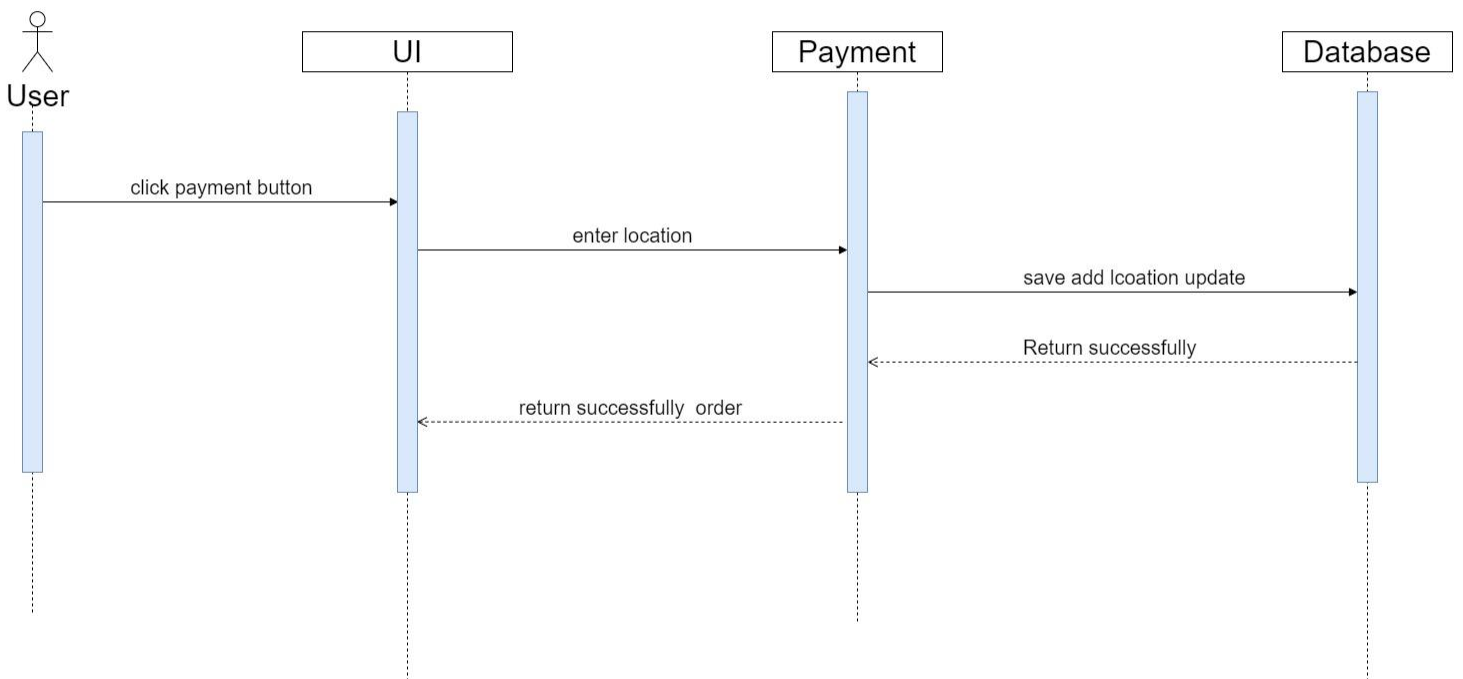 User
UI
Payment
Database
click payment button
enter location
save add lcoation update
Return successfully
return successfully  order